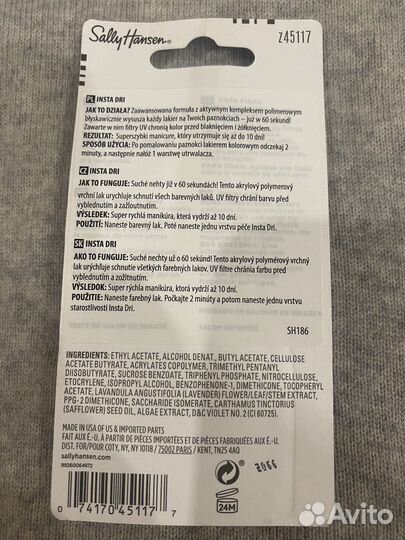 Sally Hansen®
z45117
PL INSTA DRI
JAK TO DZIAŁA? Zaawansowana formuła z aktywnym kompleksem polimerowym
błyskawicznie wysusza każdy lakier na Twoich paznokciach – już w 60 sekund!
Zawarte w nim filtry UV chronią kolor przed blaknięciem i żółknięciem.
REZULTAT: Superszybki manicure, który utrzymuje się aż do 10 dni!
SPOSÓB UŻYCIA: Po pomalowaniu paznokci lakierem kolorowym odczekaj 2
minuty, a następnie nałóż 1 warstwę utrwalacza.
CZ INSTA DRI
JAK TO FUNGUJE: Suché nehty již v 60 sekundách! Tento akrylový polymerový
vrchní lak urychluje schnutí všech barevných laků. UV filtry chrání barvu před
vyblednutím a zažloutnutím.
VÝSLEDEK: Super rychlá manikúra, která vydrží až 10 dní.
POUŽITÍ: Naneste barevný lak. Poté naneste jednu vrstvu péče Insta Dri.
SK INSTA DRI
AKO TO FUNGUJE: Suché nechty už o 60 sekúnd! Tento akrylový polymérový vrchný
lak urýchľuje schnutie všetkých farebných lakov. UV filtre chránia farbu pred
vyblednutím a zožltnutím.
VÝSLEDOK: Super rýchla manikúra, ktorá vydrží až 10 dní.
POUŽITIE: Naneste farebný lak. Počkajte 2 minúty a potom naneste jednu vrstvu
starostlivosti Insta Dri.
SH186
INGREDIENTS: ETHYL ACETATE, ALCOHOL DENAT., BUTYL ACETATE, CELLULOSE
ACETATE BUTYRATE, ACRYLATES COPOLYMER, TRIMETHYL PENTANYL
DIISOBUTYRATE, SUCROSE BENZOATE, TRIPHENYL PHOSPHATE, NITROCELLULOSE,
ETOCRYLENE, ISOPROPYL ALCOHOL, BENZOPHENONE-1, DIMETHICONE, TOCOPHERYL
ACETATE, LAVANDULA ANGUSTIFOLIA (LAVENDER) FLOWER/LEAF/STEM EXTRACT,
PPG-2 DIMETHICONE, SACCHARIDE ISOMERATE, CARTHAMUS TINCTORIUS
(SAFFLOWER) SEED OIL, ALGAE EXTRACT, D&C VIOLET NO. 2 (CI 60725).
MADE IN US OF US & IMPORTED PARTS
FAIT AUX É.-U. À PARTIR DE PIÈCES IMPORTÉES ET DE PIÈCES FABRIQUÉES AUX É.-U.
DIST. PAR/FOR COTY, NY, NY 10118 / 75002 PARIS / KENT, TN25 4AQ
sallyhansen.com
99260064872
0 74170 45117 7
24M
Avito